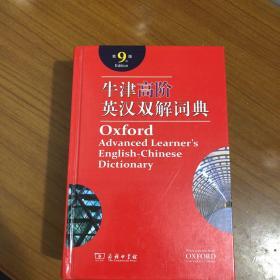 第9版
Edition
牛津高阶
英汉双解词典
Oxford
Advanced Learner's
English-Chinese
Dictionary
商务印书馆
OXFORD